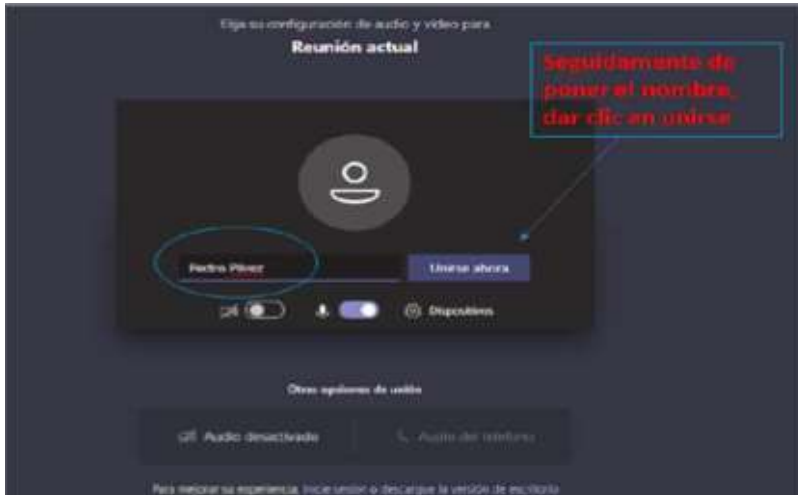 Elija su configuración de audio y vídeo para
Reunión actual
Seguidamente de
poner el nombre,
dar clic en unirse
Pedro Pérez
Unirse ahora
Dispositivos
Otras opciones de unión
Audio desactivado
Audio del teléfono
Para mejorar su experiencia, inicie sesión o descargue la versión de escritorio